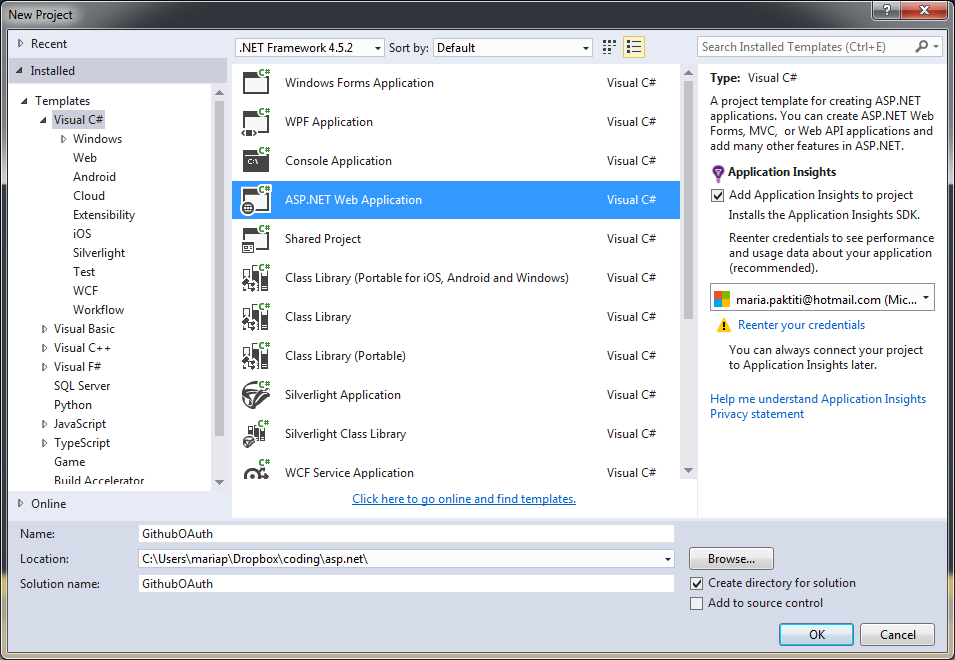 New Project
?
Recent
.NET Framework 4.5.2
Sort by:
Default
Search Installed Templates (Ctrl+E)
Installed
Templates
Visual C#
Windows
Web
Android
Cloud
Extensibility
iOS
Silverlight
Test
WCF
Workflow
Visual Basic
Visual C++
Visual F#
SQL Server
Python
JavaScript
TypeScript
Game
Build Accelerator
Online
C# Windows Forms Application Visual C#
C# WPF Application Visual C#
C# C:\ Console Application Visual C#
C# ASP.NET Web Application Visual C#
C# Shared Project Visual C#
C# Class Library (Portable for iOS, Android and Windows) Visual C#
C# Class Library Visual C#
C# Class Library (Portable) Visual C#
C# Silverlight Application Visual C#
C# Silverlight Class Library Visual C#
C# WCF Service Application Visual C#
Click here to go online and find templates.
Type: Visual C#
A project template for creating ASP.NET
applications. You can create ASP.NET Web
Forms, MVC, or Web API applications and
add many other features in ASP.NET.
Application Insights
Add Application Insights to project
Installs the Application Insights SDK.
Reenter credentials to see performance
and usage data about your application
(recommended).
maria.paktiti@hotmail.com (Mic...
Reenter your credentials
You can always connect your project
to Application Insights later.
Help me understand Application Insights
Privacy statement
Name: GithubOAuth
Location: C:\Users\mariap\Dropbox\coding\asp.net\
Browse...
Solution name: GithubOAuth
Create directory for solution
Add to source control
OK
Cancel